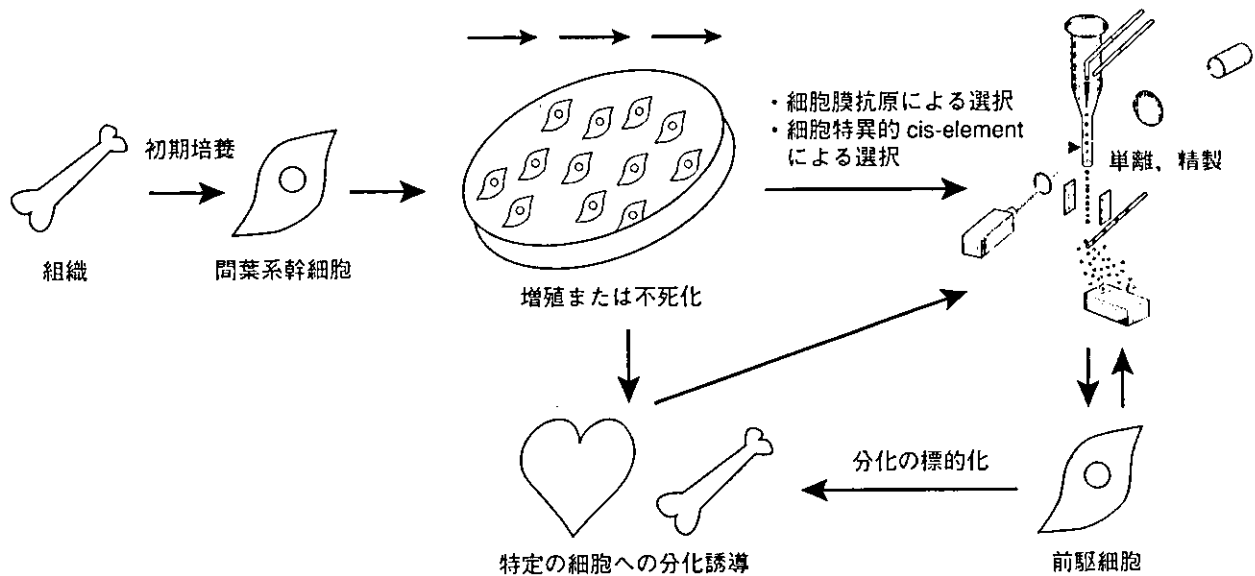 初期培養
組織
間葉系幹細胞
増殖または不死化
・細胞膜抗原による選択
・細胞特異的 cis-element
による選択
単離，精製
分化の標的化
特定の細胞への分化誘導
前駆細胞